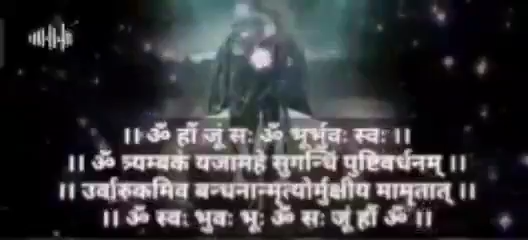 ।। ॐ हौं जूं सः ॐ भूर्भुवः स्वः ।।
।। ॐ त्र्यम्बकं यजामहे सुगन्धिं पुष्टिवर्धनम् ।।
।। उर्वारुकमिव बन्धनान्मृत्योर्मुक्षीय मामृतात् ।।
।। ॐ स्वः भुवः भूः ॐ सः जूं हौं ॐ ।।